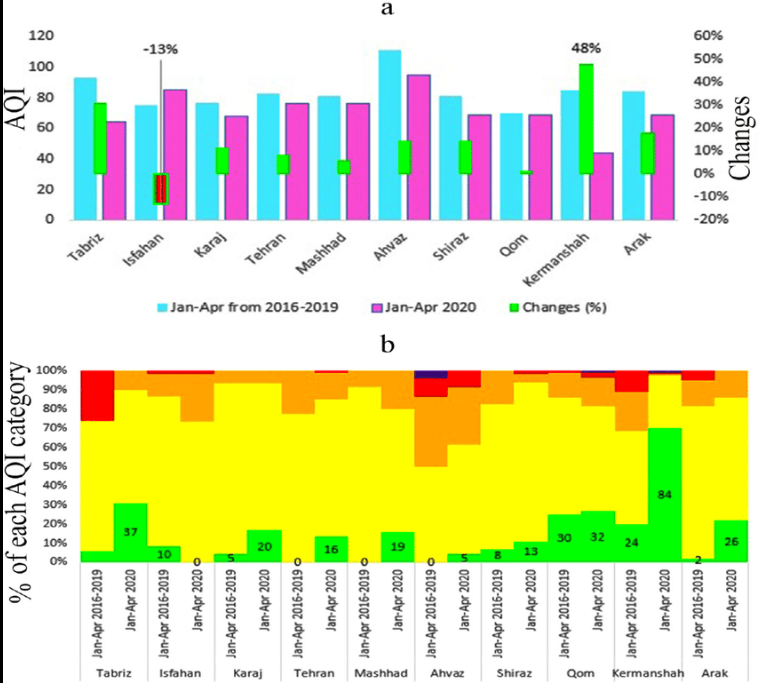 a
-13%
48%
120
100
80
60
40
20
0
AQI
60%
50%
40%
30%
20%
10%
0%
-10%
-20%
Changes
Tabriz Isfahan Karaj Tehran Mashhad Ahvaz Shiraz Qom Kermanshah Arak
Jan-Apr from 2016-2019 Jan-Apr 2020 Changes (%)
b
% of each AQI category
100%
90%
80%
70%
60%
50%
40%
30%
20%
10%
0%
37 10 0 5 20 0 16 0 19 0 5 8 13 30 32 24 84 2 26
Jan-Apr 2016-2019
Jan-Apr 2020
Jan-Apr 2016-2019
Jan-Apr 2020
Jan-Apr 2016-2019
Jan-Apr 2020
Jan-Apr 2016-2019
Jan-Apr 2020
Jan-Apr 2016-2019
Jan-Apr 2020
Jan-Apr 2016-2019
Jan-Apr 2020
Jan-Apr 2016-2019
Jan-Apr 2020
Jan-Apr 2016-2019
Jan-Apr 2020
Jan-Apr 2016-2019
Jan-Apr 2020
Jan-Apr 2016-2019
Jan-Apr 2020
Tabriz Isfahan Karaj Tehran Mashhad Ahvaz Shiraz Qom Kermanshah Arak